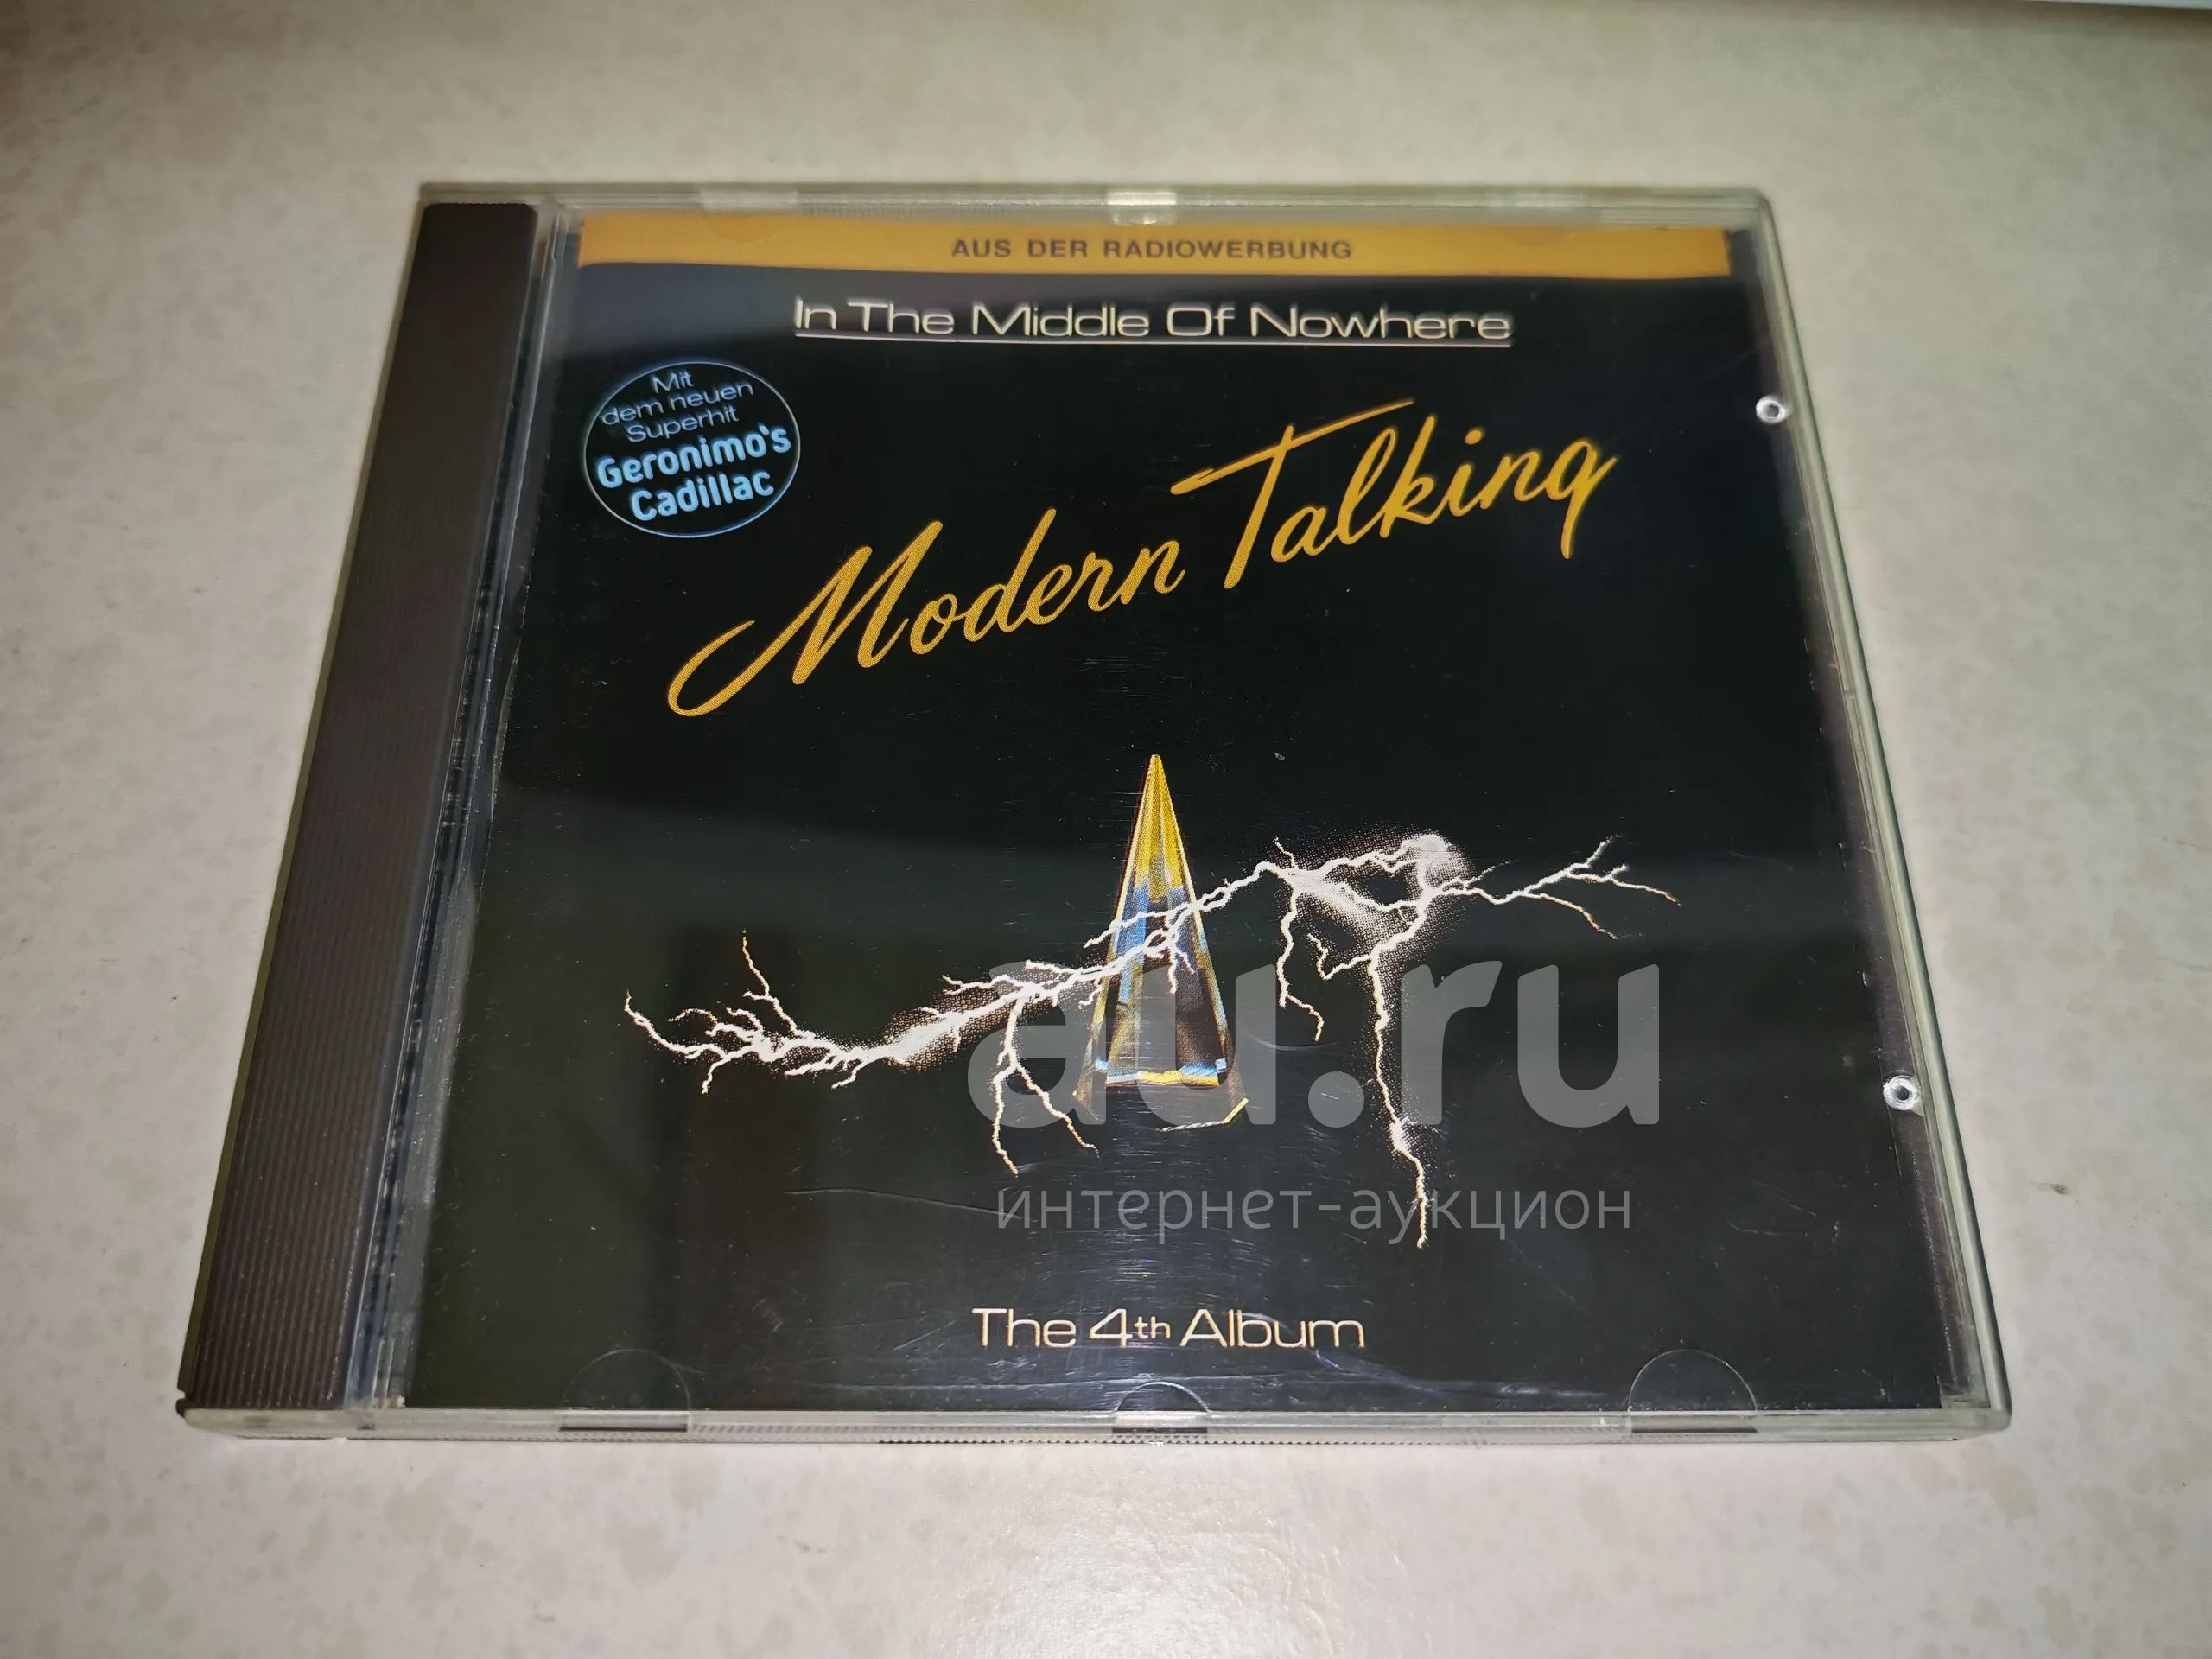 AUS DER RADIOWERBUNG
In The Middle Of Nowhere
Mit
dem neuen
Superhit
Geronimo's
Cadillac
Modern Talking
au.ru
интернет-аукцион
The 4th Album